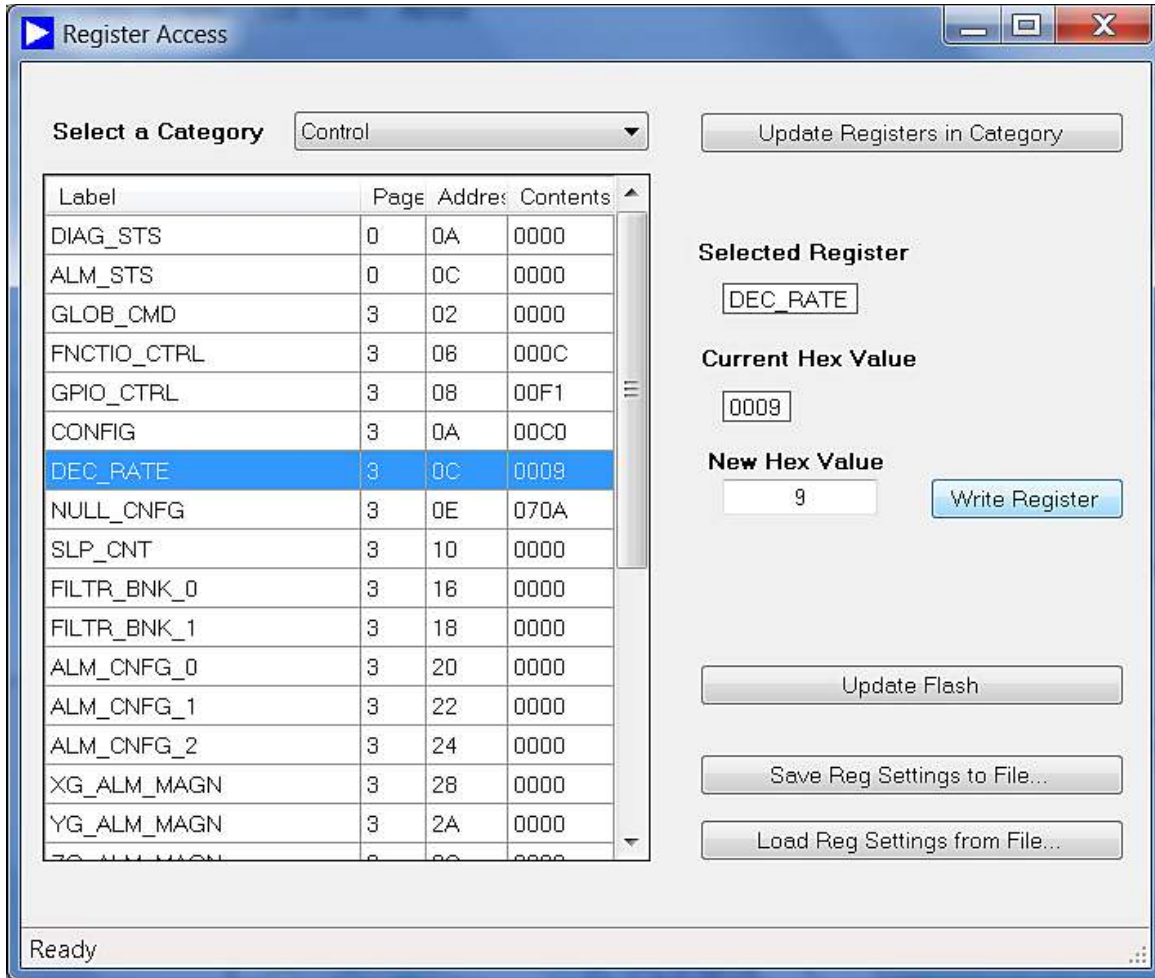 Register Access
Select a Category Control Update Registers in Category
Label Page Addres Contents
DIAG_STS 0 0A 0000
ALM_STS 0 0C 0000
GLOB_CMD 3 02 0000
FNCTIO_CTRL 3 06 000C
GPIO_CTRL 3 08 00F1
CONFIG 3 0A 00C0
DEC_RATE 3 0C 0009
NULL_CNFG 3 0E 070A
SLP_CNT 3 10 0000
FILTR_BNK_0 3 16 0000
FILTR_BNK_1 3 18 0000
ALM_CNFG_0 3 20 0000
ALM_CNFG_1 3 22 0000
ALM_CNFG_2 3 24 0000
XG_ALM_MAGN 3 28 0000
YG_ALM_MAGN 3 2A 0000
Selected Register
DEC_RATE
Current Hex Value
0009
New Hex Value
9 Write Register
Update Flash
Save Reg Settings to File...
Load Reg Settings from File...
Ready